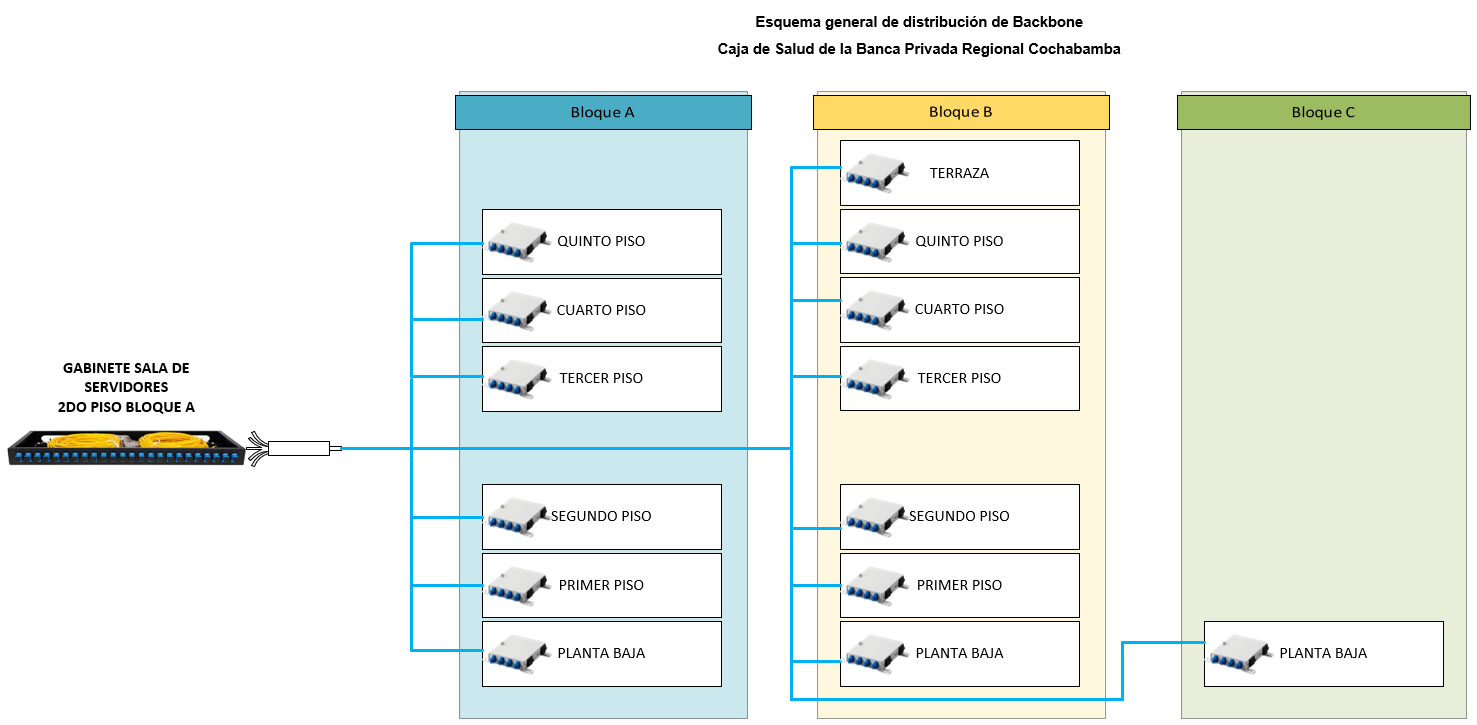 Esquema general de distribución de Backbone
Caja de Salud de la Banca Privada Regional Cochabamba
Bloque A
Bloque B
Bloque C
TERRAZA
QUINTO PISO
QUINTO PISO
CUARTO PISO
CUARTO PISO
GABINETE SALA DE
SERVIDORES
2DO PISO BLOQUE A
TERCER PISO
TERCER PISO
SEGUNDO PISO
SEGUNDO PISO
PRIMER PISO
PRIMER PISO
PLANTA BAJA
PLANTA BAJA
PLANTA BAJA